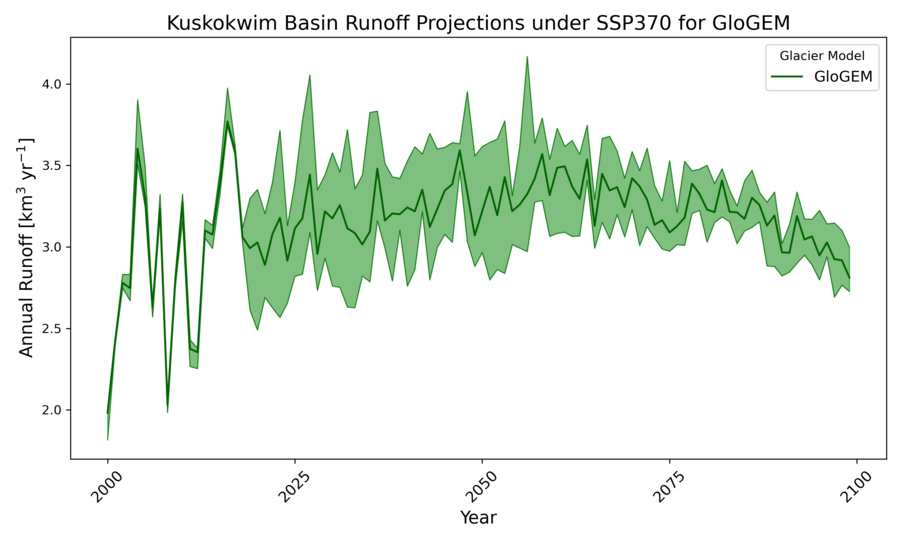 Kuskokwim Basin Runoff Projections under SSP370 for GloGEM
Glacier Model
GloGEM
Annual Runoff [km³ yr⁻¹]
4.0
3.5
3.0
2.5
2.0
2000
2025
2050
2075
2100
Year